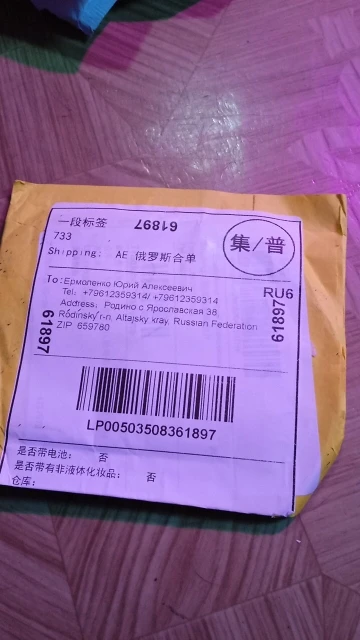 一段标签
61897
733
集/普
Shipping: AE 俄罗斯合单
To: Ермоленко Юрий Алексеевич
RU6
Tel: +79612359314/ +79612359314
Address: Родино с Ярославская 38,
Rodinsky r-n, Altajsky kray, Russian Federation
ZIP 659780
61897
61897
LP00503508361897
是否带电池: 否
是否带有非液体化妆品: 否
仓库: